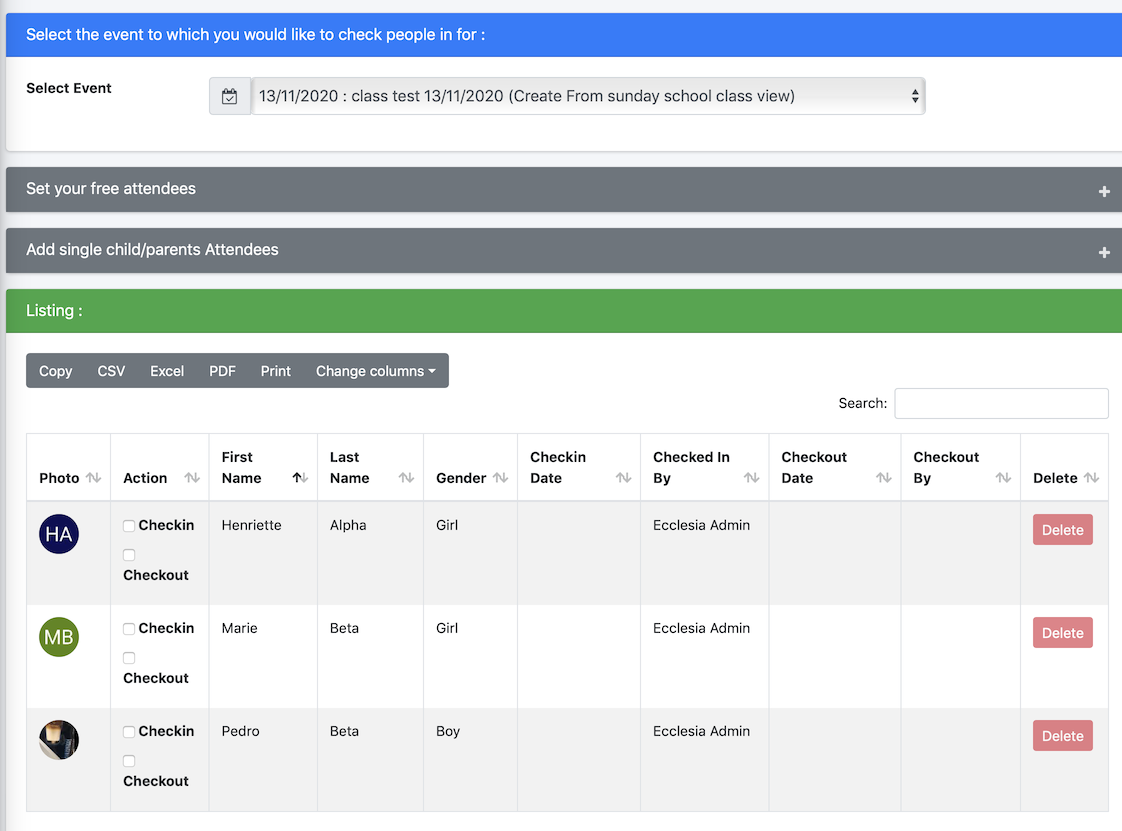 Select the event to which you would like to check people in for :
Select Event
13/11/2020 : class test 13/11/2020 (Create From sunday school class view)
Set your free attendees
+
Add single child/parents Attendees
+
Listing :
Copy CSV Excel PDF Print Change columns
Search:
Photo Action First Name Last Name Gender Checkin Date Checked In By Checkout Date Checkout By Delete
HA Checkin Henriette Alpha Girl Ecclesia Admin Delete
Checkout
MB Checkin Marie Beta Girl Ecclesia Admin Delete
Checkout
Checkin Pedro Beta Boy Ecclesia Admin Delete
Checkout